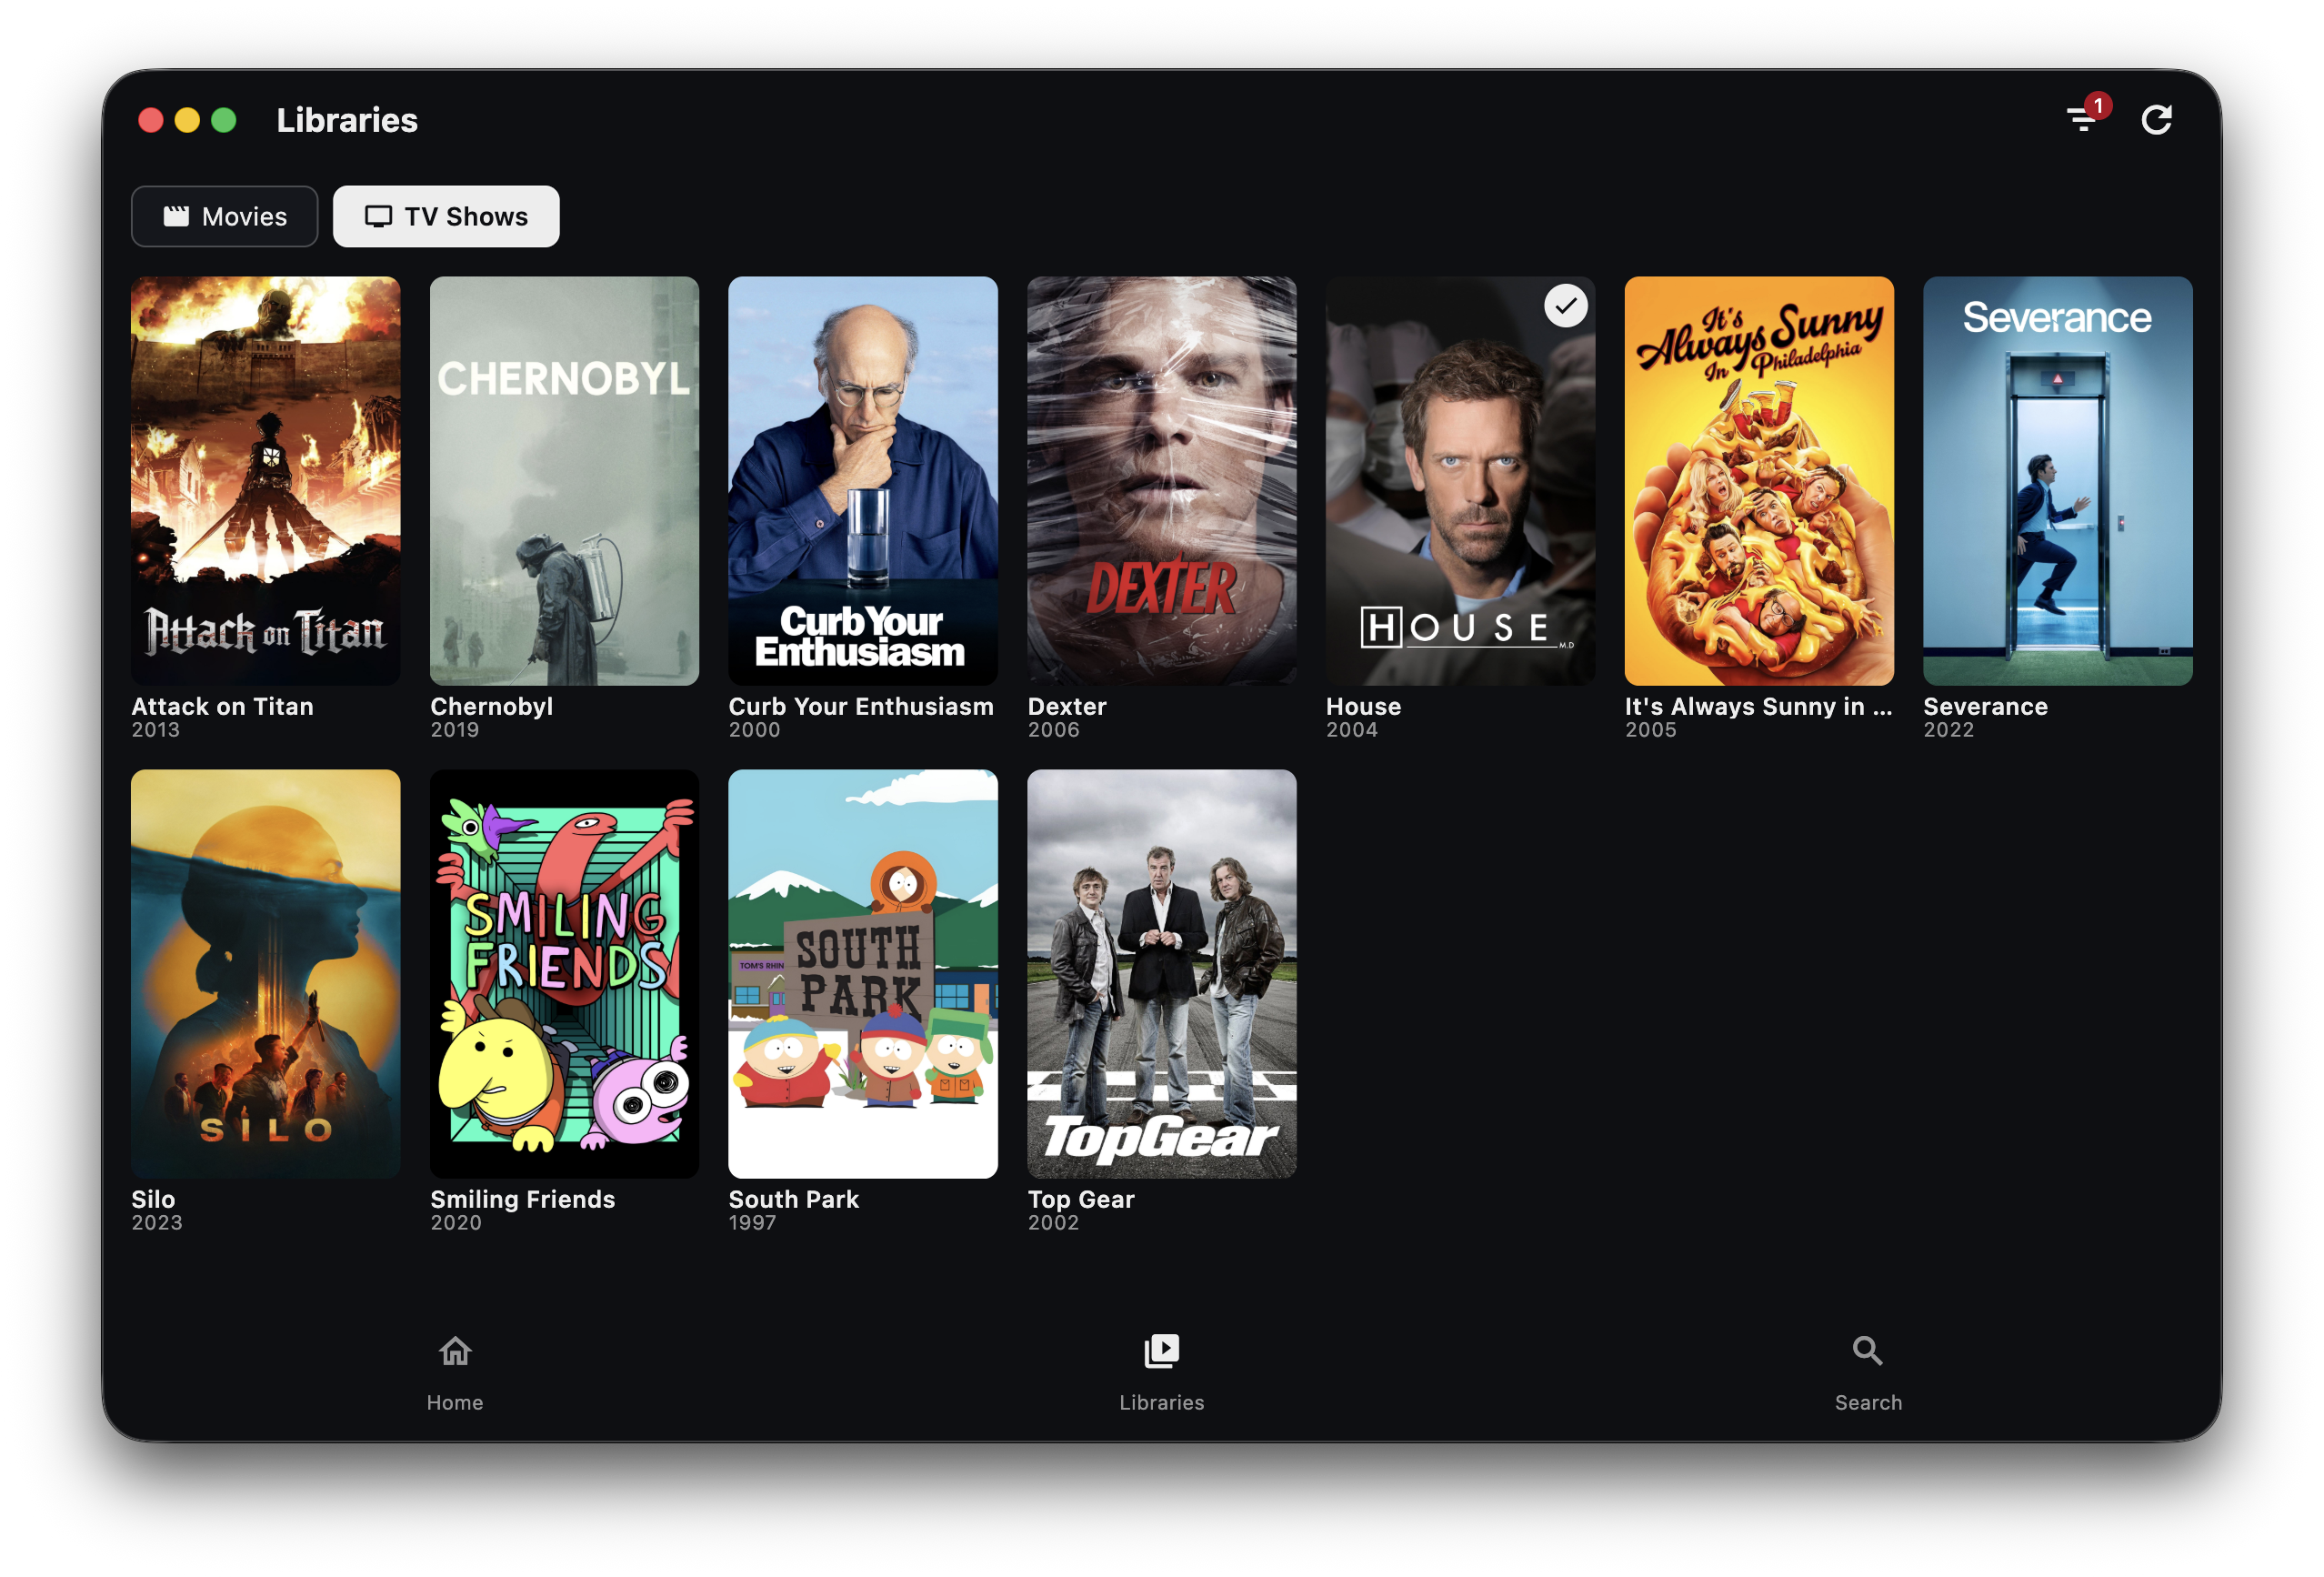 Libraries
1
Movies
TV Shows
Attack on Titan
CHERNOBYL
Curb Your
Enthusiasm
DEXTER
HOUSE
M.D
It's
Always Sunny
In Philadelphia
Severance
Attack on Titan
2013
Chernobyl
2019
Curb Your Enthusiasm
2000
Dexter
2006
House
2004
It's Always Sunny in ...
2005
Severance
2022
SILO
SMILING
FRIENDS
TOM'S RHIN
SOUTH
PARK
TopGear
Silo
2023
Smiling Friends
2020
South Park
1997
Top Gear
2002
Home
Libraries
Search